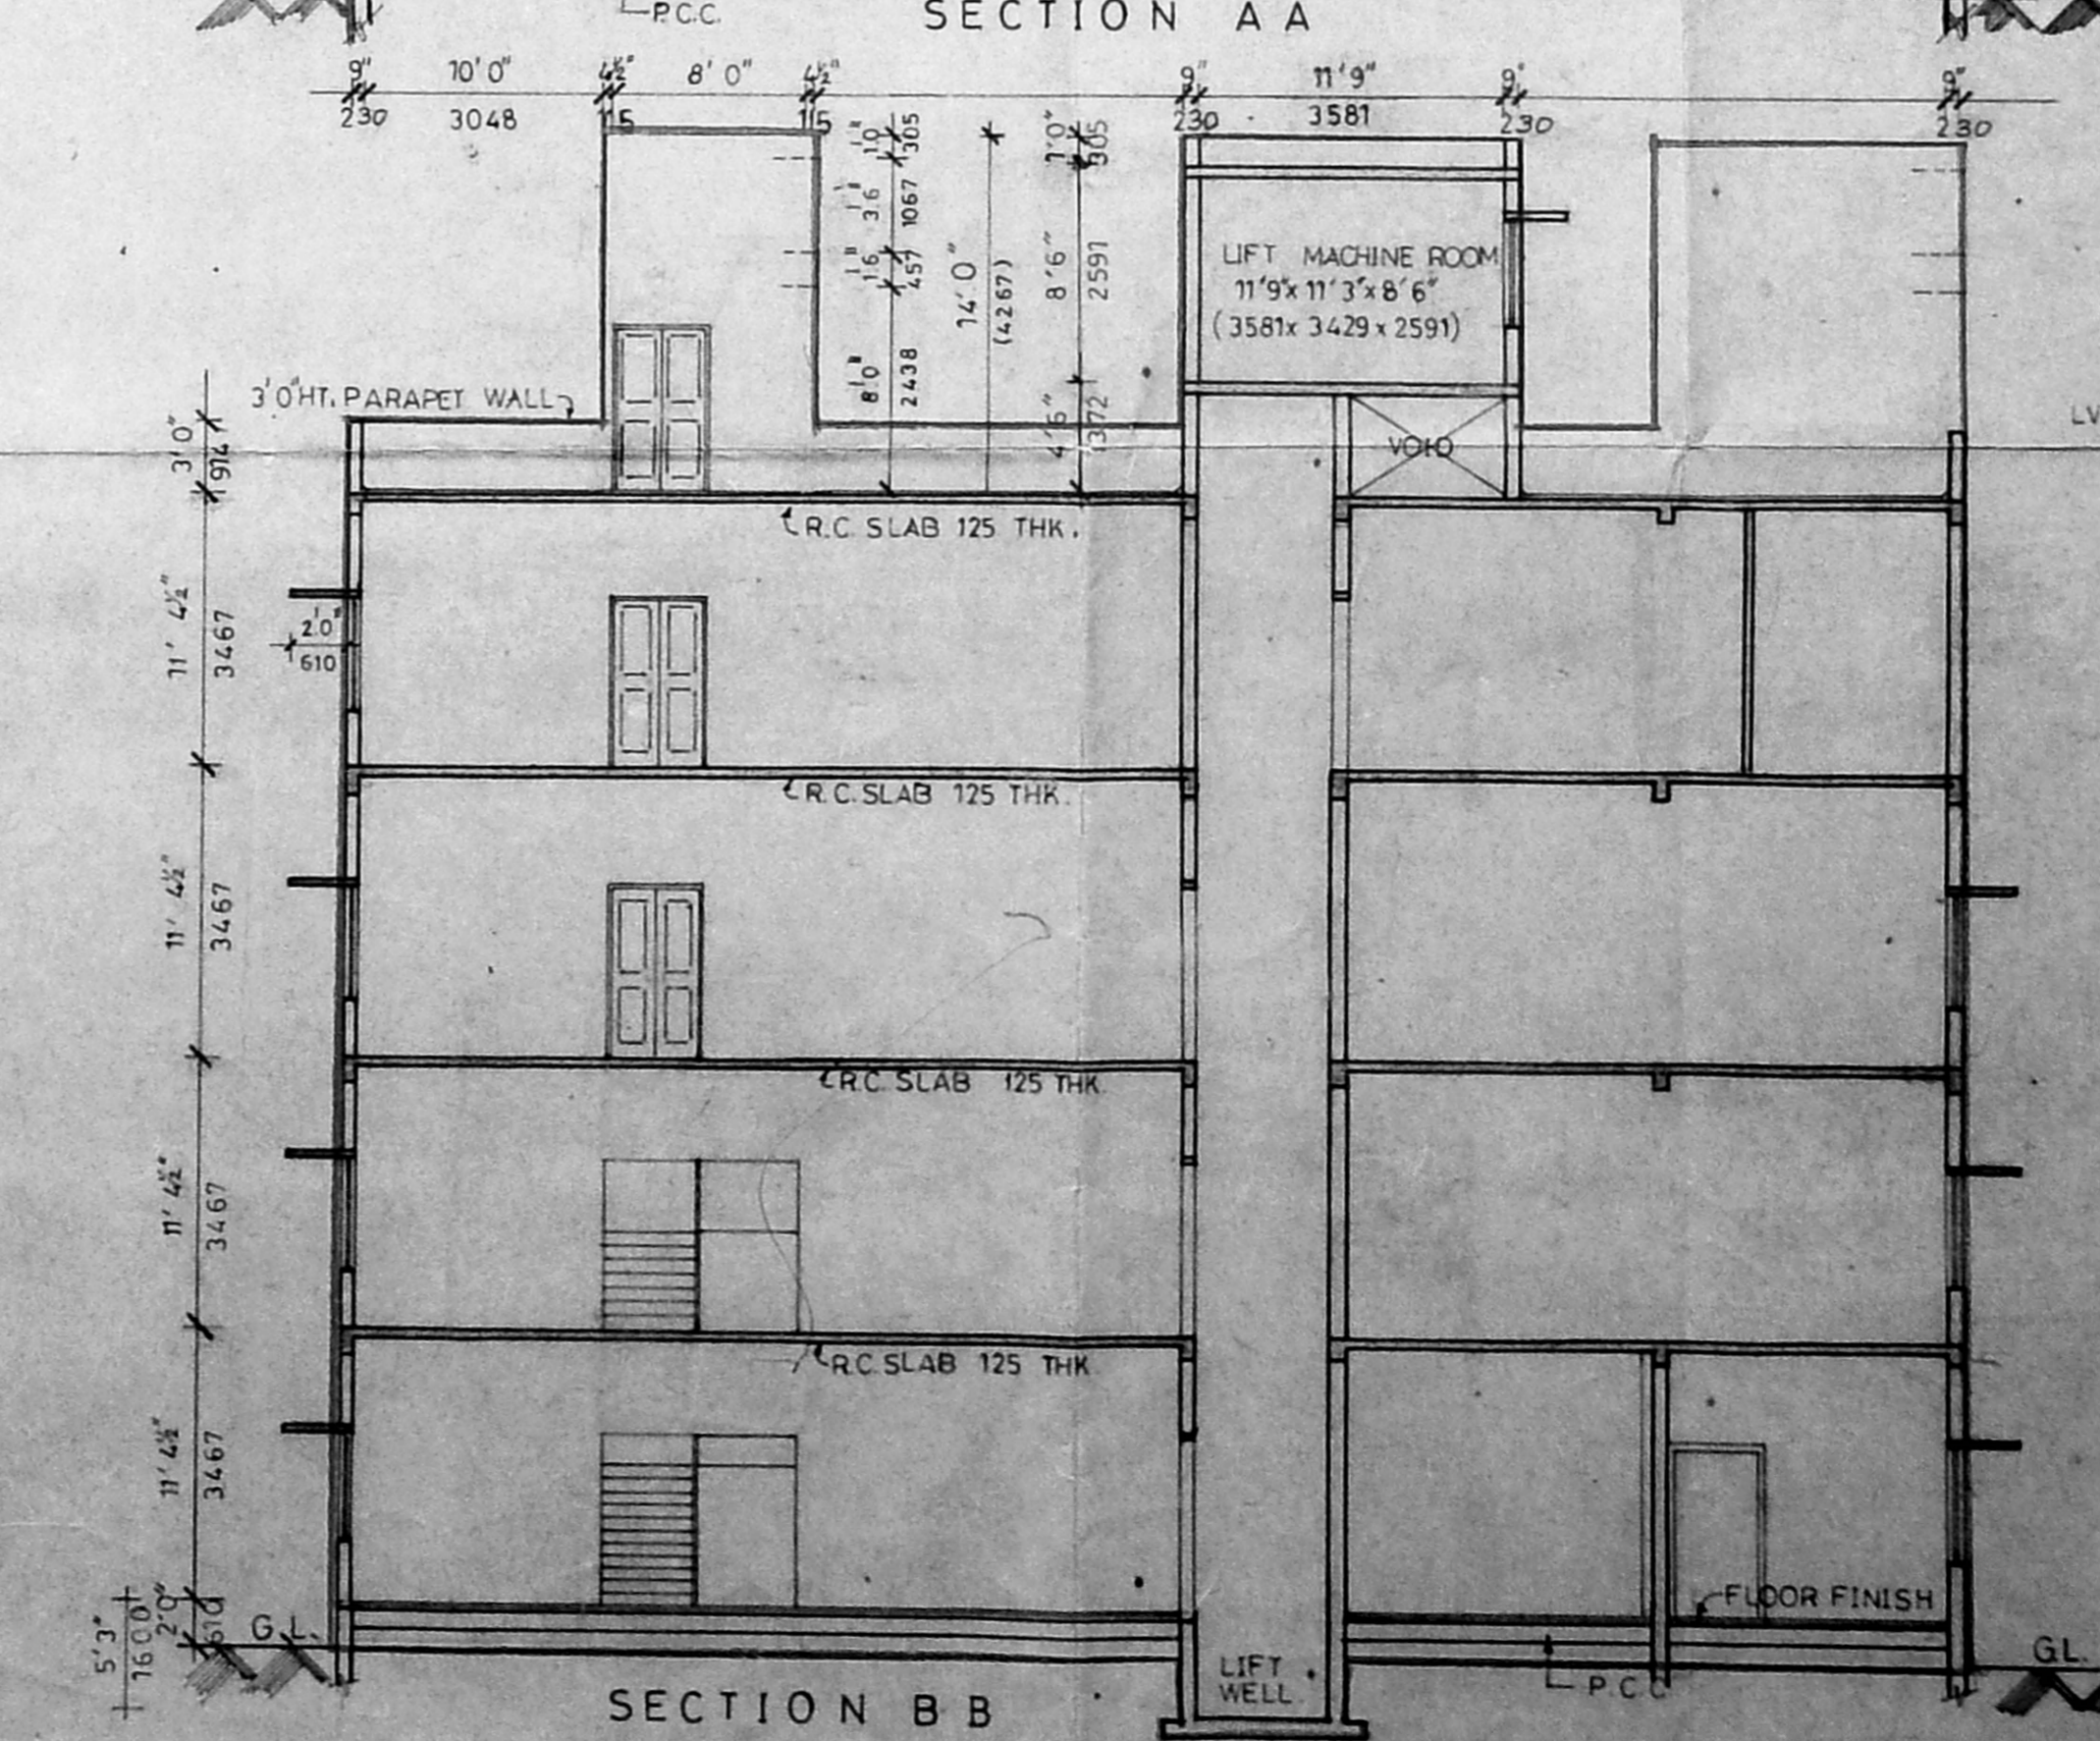 P.C.C.
SECTION AA
9" 10'0" 4½" 8'0" 4½" 9" 11'9" 9" 9"
230 3048 115 115 230 3581 230 230
1'0" 305
3'6" 1067
1'6" 457
8'0" 2438
14'0" (4267)
1'0" 305
8'6" 2591
4'6" 1372
LIFT MACHINE ROOM
11'9"x 11'3"x 8'6"
(3581x 3429 x 2591)
3'0"HT. PARAPET WALL
LV
VOID
3'0" 914
R.C. SLAB 125 THK.
11' 4½" 3467
2'0"
610
R.C. SLAB 125 THK.
11' 4½" 3467
R.C. SLAB 125 THK.
11' 4½" 3467
R.C. SLAB 125 THK.
11' 4½" 3467
FLOOR FINISH
2'0" 610
5'3" 1600
G.L.
G.L.
LIFT
WELL
P.C.C
SECTION BB